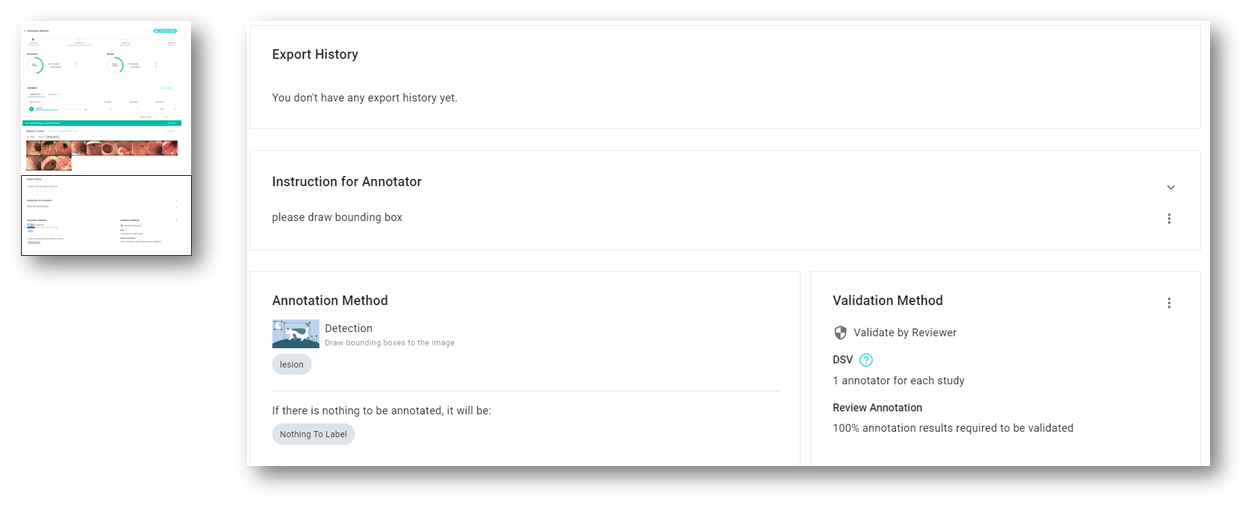 Export History
You don't have any export history yet.
Instruction for Annotator
please draw bounding box
Annotation Method
Detection
Draw bounding boxes to the image
lesion
If there is nothing to be annotated, it will be:
Nothing To Label
Validation Method
Validate by Reviewer
DSV ?
1 annotator for each study
Review Annotation
100% annotation results required to be validated